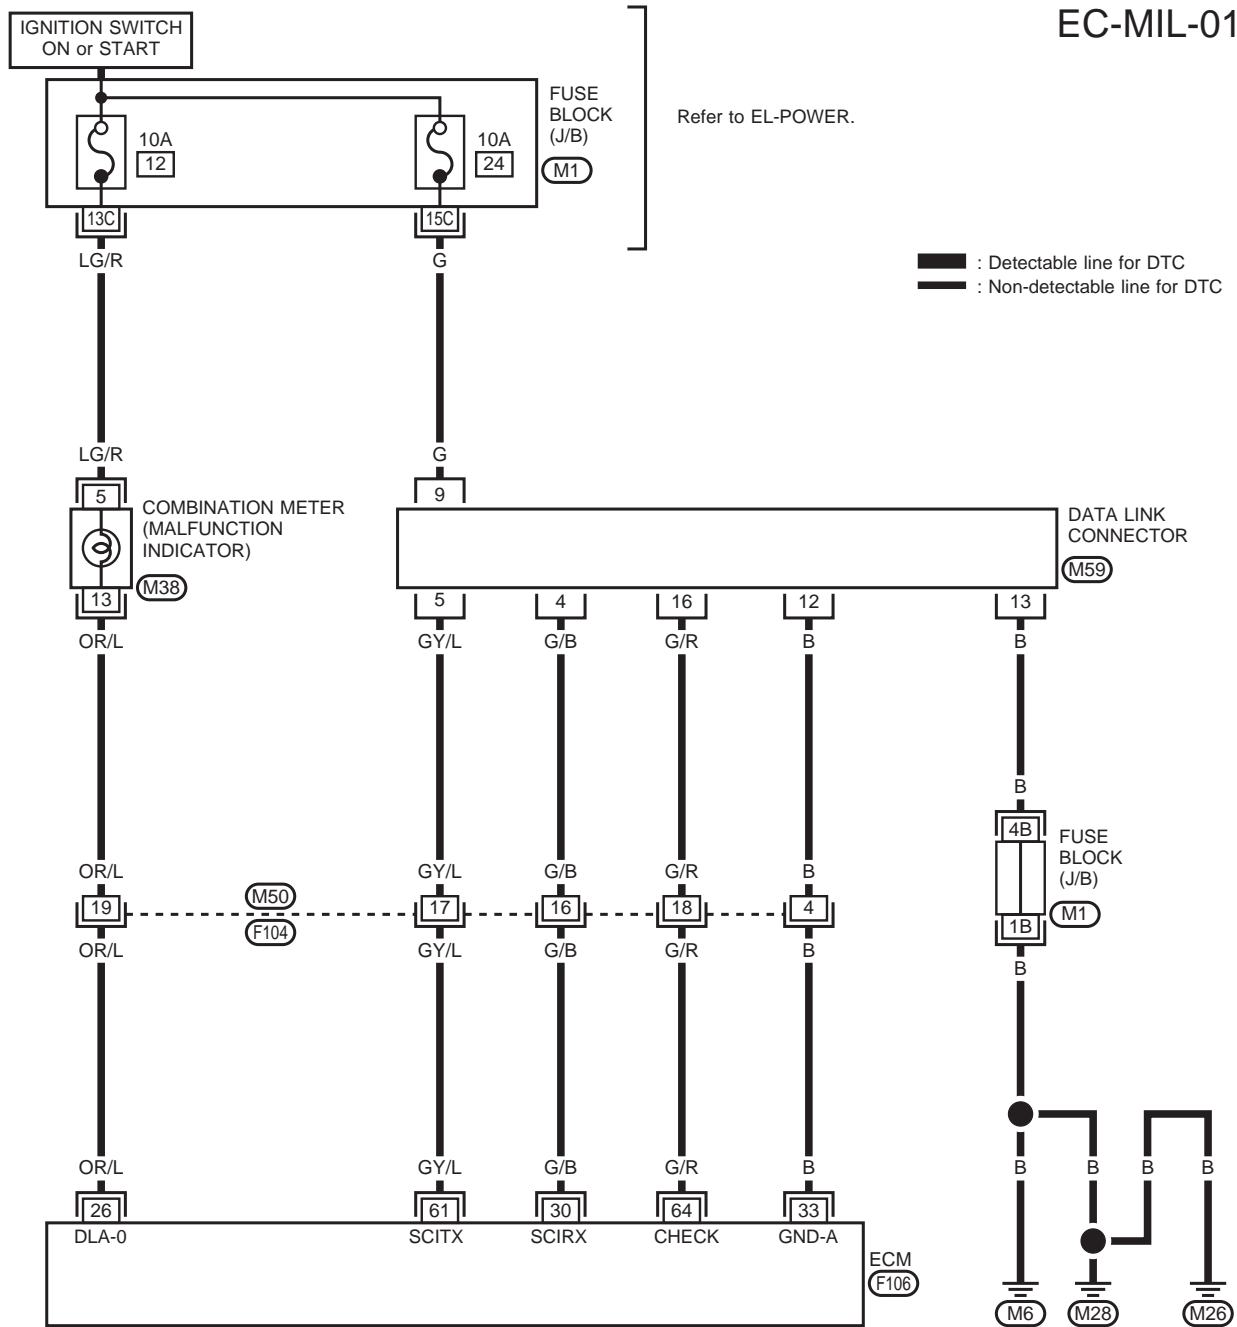 EC-MIL-01
IGNITION SWITCH
ON or START
FUSE
BLOCK
(J/B)
M1
Refer to EL-POWER.
10A
12
10A
24
13C
15C
LG/R
G
: Detectable line for DTC
: Non-detectable line for DTC
LG/R
G
5
9
COMBINATION METER
(MALFUNCTION
INDICATOR)
M38
DATA LINK
CONNECTOR
M59
13
5
4
16
12
13
OR/L
GY/L
G/B
G/R
B
B
B
4B
FUSE
BLOCK
(J/B)
M1
1B
B
OR/L
GY/L
G/B
G/R
B
19
M50
F104
17
16
18
4
OR/L
GY/L
G/B
G/R
B
OR/L
GY/L
G/B
G/R
B
B
B
B
B
26
61
30
64
33
DLA-0
SCITX
SCIRX
CHECK
GND-A
ECM
F106
M6
M28
M26